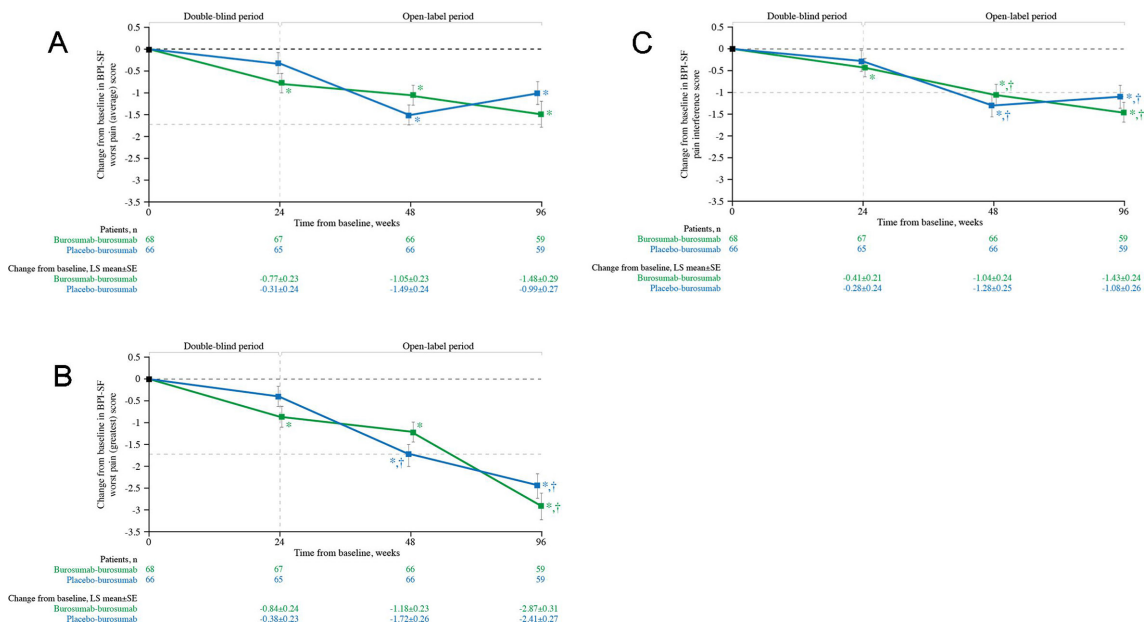 A
Double-blind period Open-label period
Change from baseline in BPI-SF
worst pain (average) score
0.5
0
-0.5
-1
-1.5
-2
-2.5
-3
-3.5
* * * * *
0 24 48 96
Time from baseline, weeks
Patients, n
Burosumab-burosumab 68 67 66 59
Placebo-burosumab 66 65 66 59
Change from baseline, LS mean±SE
Burosumab-burosumab -0.77±0.23 -1.05±0.23 -1.48±0.29
Placebo-burosumab -0.31±0.24 -1.49±0.24 -0.99±0.27
C
Double-blind period Open-label period
Change from baseline in BPI-SF
pain interference score
0.5
0
-0.5
-1
-1.5
-2
-2.5
-3
-3.5
* *,† *,† *,† *,†
0 24 48 96
Time from baseline, weeks
Patients, n
Burosumab-burosumab 68 67 66 59
Placebo-burosumab 66 65 66 59
Change from baseline, LS mean±SE
Burosumab-burosumab -0.41±0.21 -1.04±0.24 -1.43±0.24
Placebo-burosumab -0.28±0.24 -1.28±0.25 -1.08±0.26
B
Double-blind period Open-label period
Change from baseline in BPI-SF
worst pain (greatest) score
0.5
0
-0.5
-1
-1.5
-2
-2.5
-3
-3.5
* * *,† *,† *,†
0 24 48 96
Time from baseline, weeks
Patients, n
Burosumab-burosumab 68 67 66 59
Placebo-burosumab 66 65 66 59
Change from baseline, LS mean±SE
Burosumab-burosumab -0.84±0.24 -1.18±0.23 -2.87±0.31
Placebo-burosumab -0.38±0.23 -1.72±0.26 -2.41±0.27